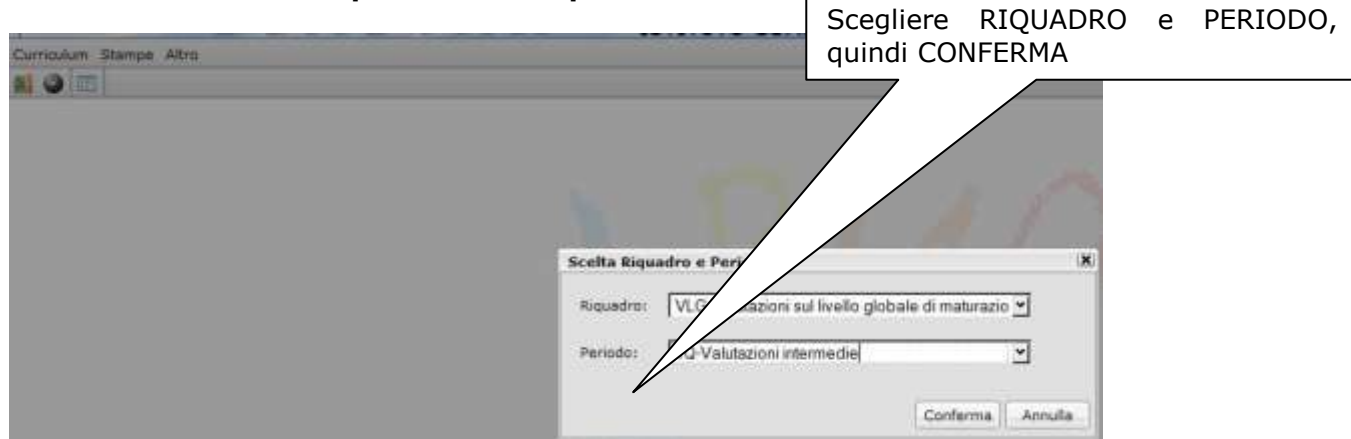 Scegliere RIQUADRO e PERIODO,
quindi CONFERMA
Curriculum Stampe Altro
Scelta Riquadro e Peri
Riquadro: VLG azioni sul livello globale di maturazio
Periodo: Q-Valutazioni intermedie
Conferma Annulla